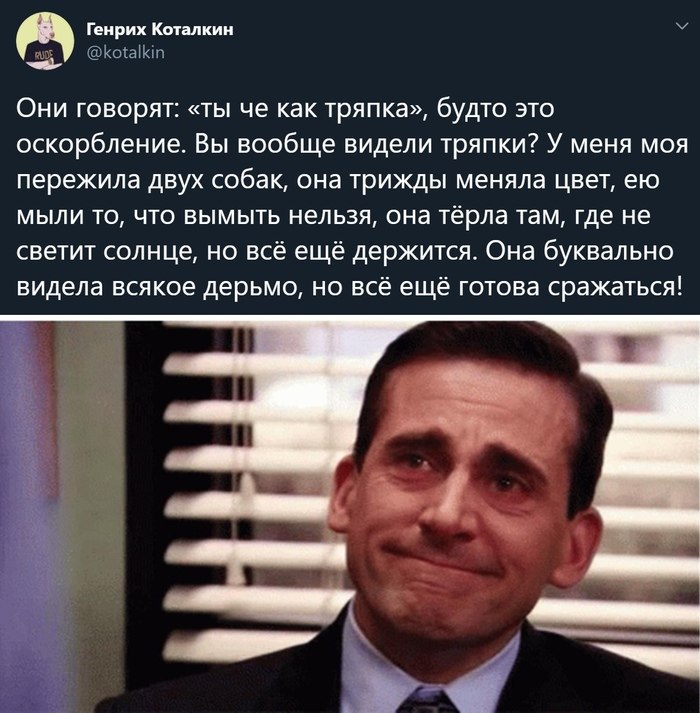 Генрих Коталкин
@kotalkin
RUDE
Они говорят: «ты че как тряпка», будто это
оскорбление. Вы вообще видели тряпки? У меня моя
пережила двух собак, она трижды меняла цвет, ею
мыли то, что вымыть нельзя, она тёрла там, где не
светит солнце, но всё ещё держится. Она буквально
видела всякое дерьмо, но всё ещё готова сражаться!